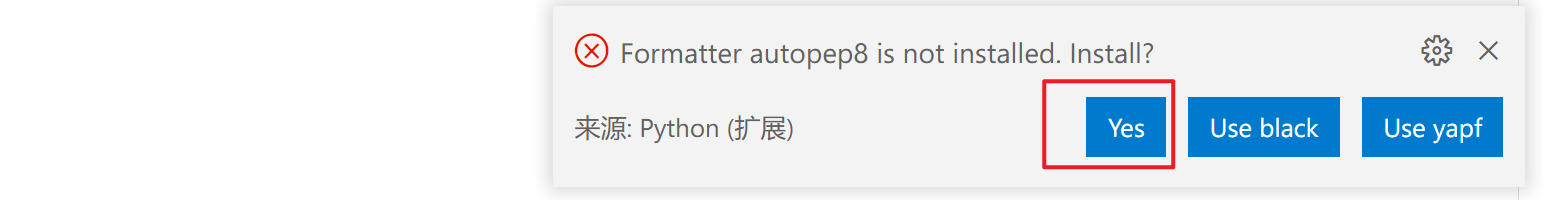 Formatter autopep8 is not installed. Install?
来源: Python (扩展)
Yes
Use black
Use yapf